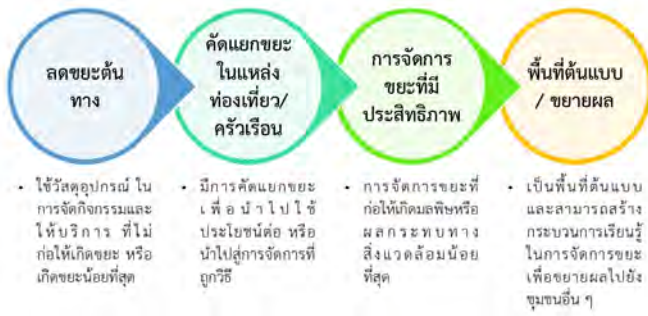 ลดขยะต้น
ทาง
คัดแยกขยะ
ในแหล่ง
ท่องเที่ยว/
ครัวเรือน
การจัดการ
ขยะที่มี
ประสิทธิภาพ
พื้นที่ต้นแบบ
/ ขยายผล
• ใช้วัสดุอุปกรณ์ ใน
การจัดกิจกรรมและ
ให้บริการ ที่ไม่
ก่อให้เกิดขยะ หรือ
เกิดขยะน้อยที่สุด
• มีการคัดแยกขยะ
เพื่อนำไปใช้
ประโยชน์ต่อ หรือ
นำไปสู่การจัดการที่
ถูกวิธี
• การจัดการขยะที่
ก่อให้เกิดมลพิษหรือ
ผลกระทบทาง
สิ่งแวดล้อมน้อย
ที่สุด
• เป็นพื้นที่ต้นแบบ
และสามารถสร้าง
กระบวนการเรียนรู้
ในการจัดการขยะ
เพื่อขยายผลไปยัง
ชุมชนอื่น ๆ